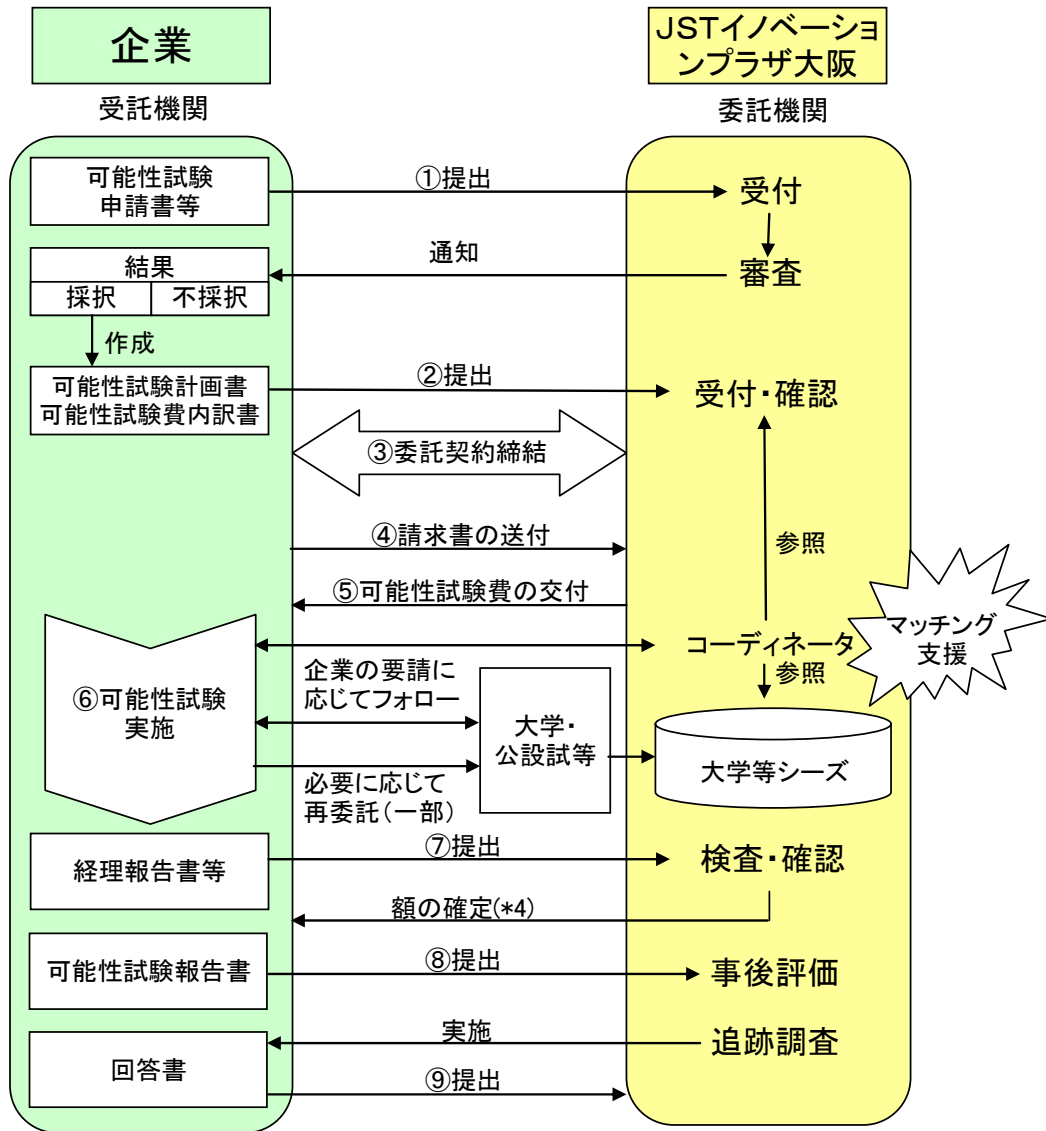 企業
JSTイノベーショ
ンプラザ大阪
受託機関
委託機関
可能性試験
申請書等
①提出
受付
結果
採択
不採択
通知
審査
作成
可能性試験計画書
可能性試験費内訳書
②提出
受付・確認
③委託契約締結
④請求書の送付
参照
⑤可能性試験費の交付
コーディネータ
マッチング
支援
参照
企業の要請に
応じてフォロー
⑥可能性試験
実施
大学・
公設試等
大学等シーズ
必要に応じて
再委託（一部）
経理報告書等
⑦提出
検査・確認
額の確定(*4)
可能性試験報告書
⑧提出
事後評価
実施
追跡調査
回答書
⑨提出